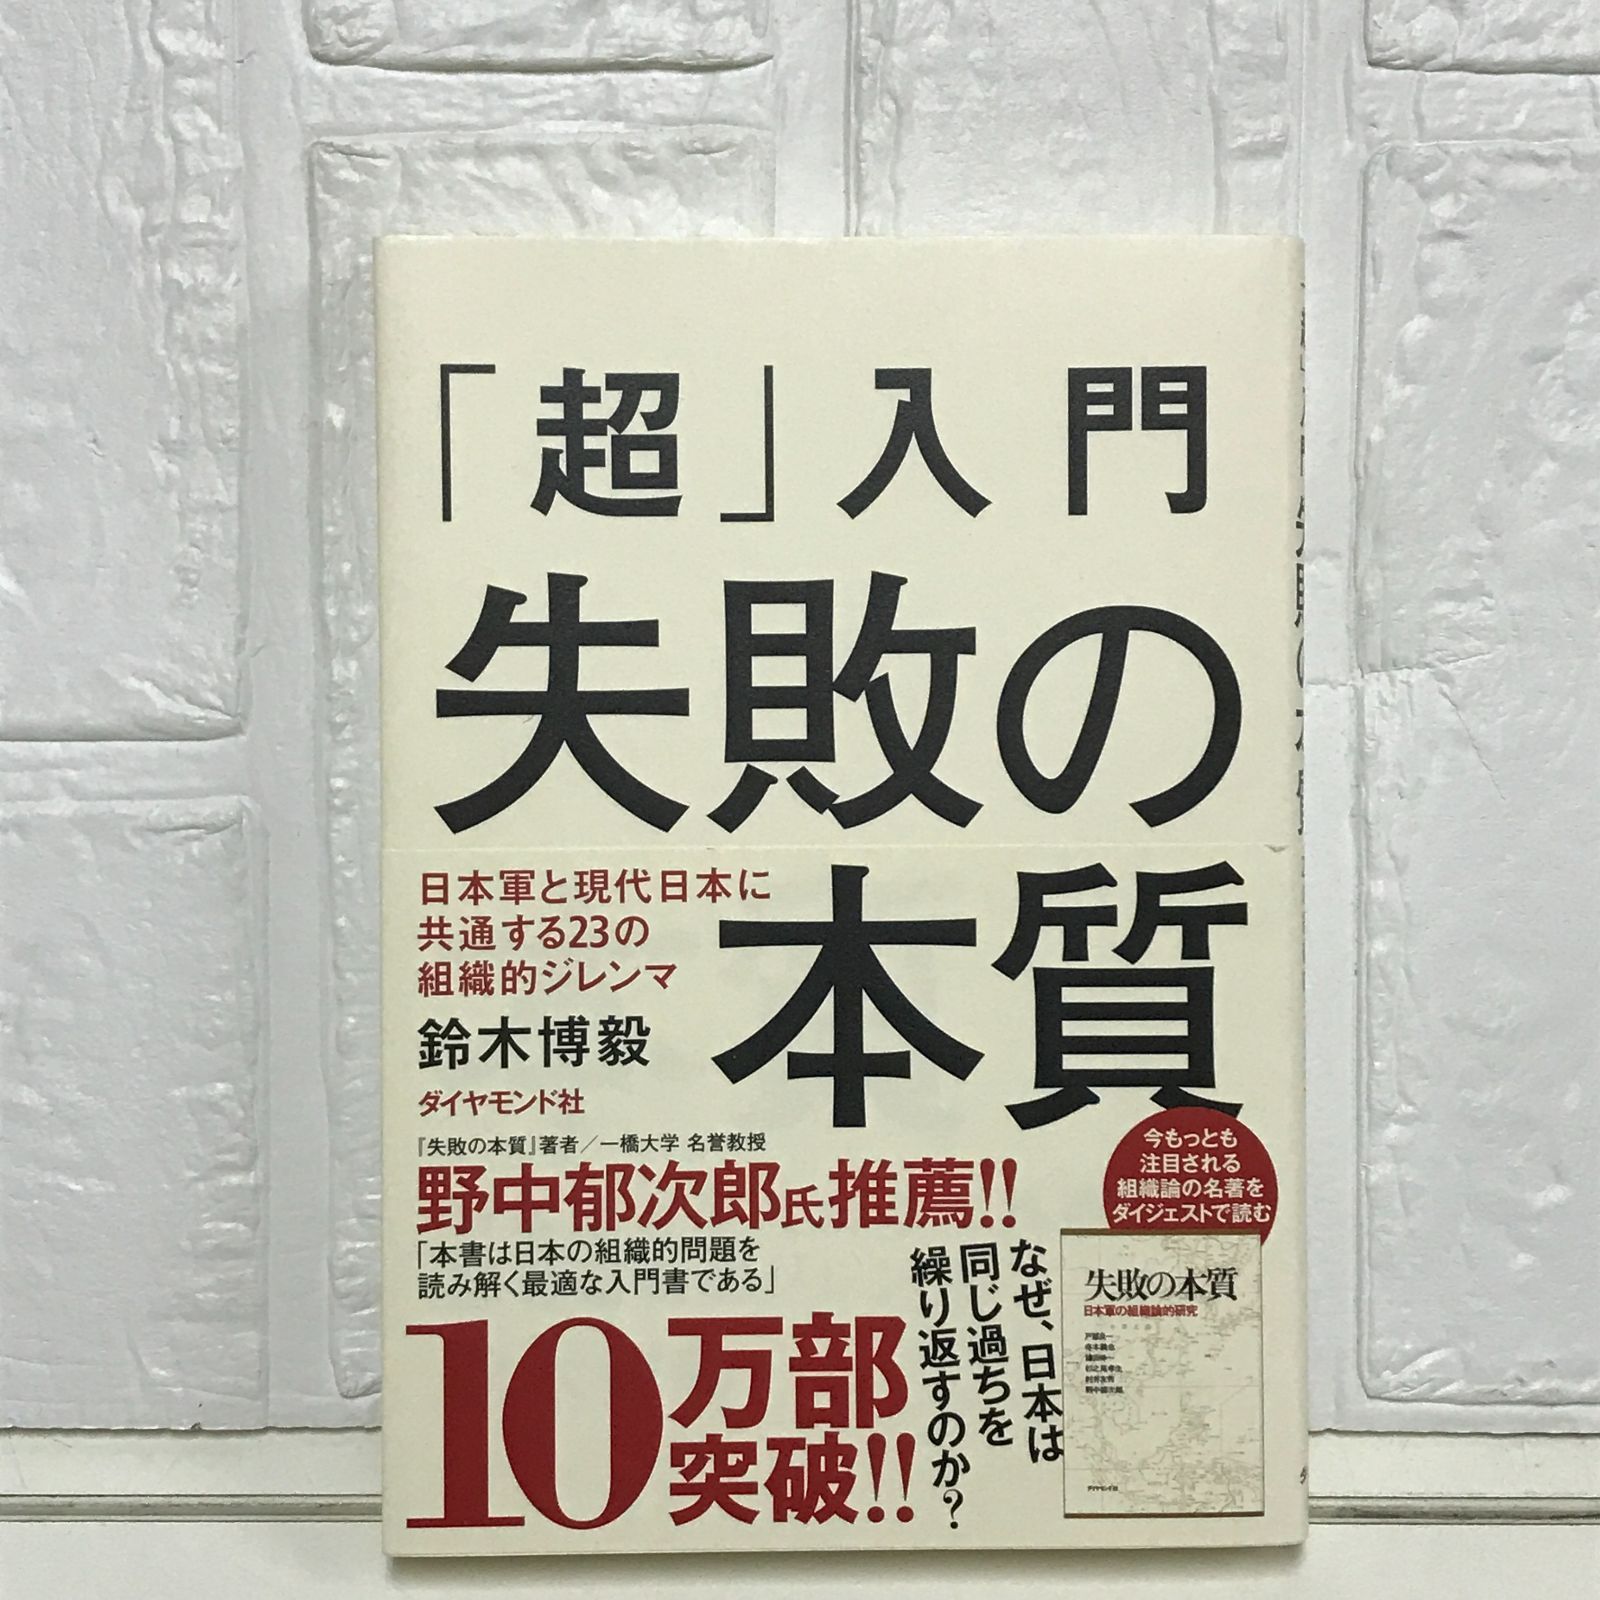 「超」入門
失敗の
本質
日本軍と現代日本に
共通する23の
組織的ジレンマ
鈴木博毅
ダイヤモンド社
『失敗の本質』著者／一橋大学 名誉教授
野中郁次郎氏推薦!!
「本書は日本の組織的問題を
読み解く最適な入門書である」
10万部
突破!!
なぜ、日本は
同じ過ちを
繰り返すのか?
今もっとも
注目される
組織論の名著を
ダイジェストで読む
失敗の本質
日本軍の組織論的研究
ダイヤモンド社